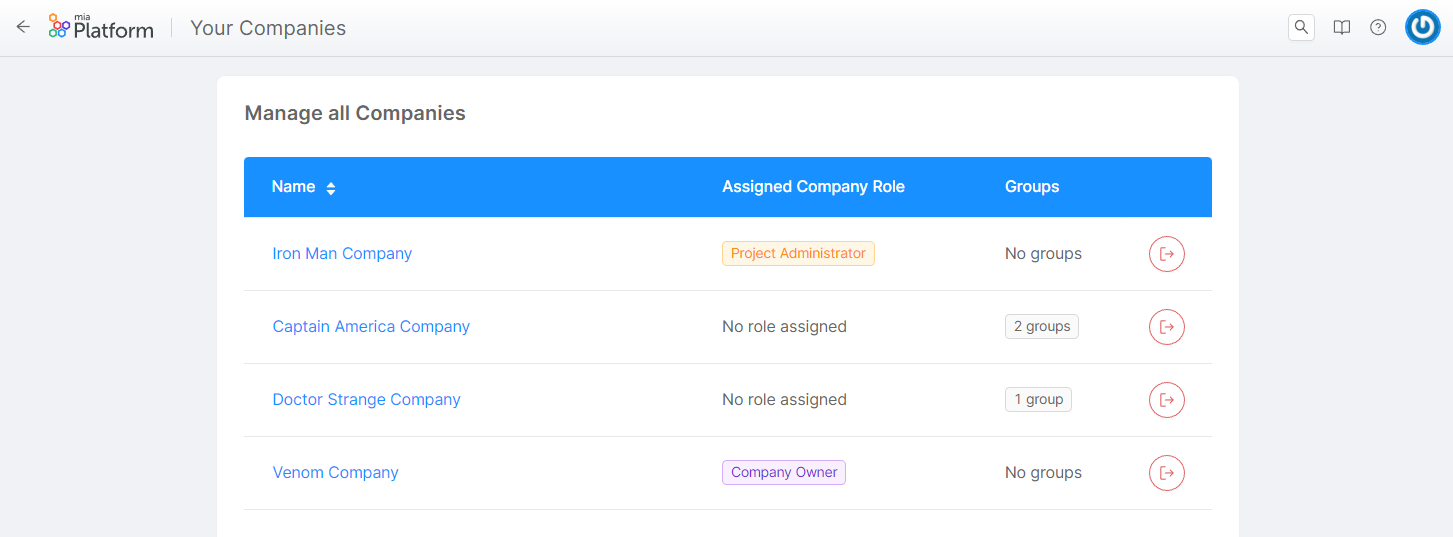 mia
Platform
Your Companies
Manage all Companies
Name Assigned Company Role Groups
Iron Man Company Project Administrator No groups
Captain America Company No role assigned 2 groups
Doctor Strange Company No role assigned 1 group
Venom Company Company Owner No groups